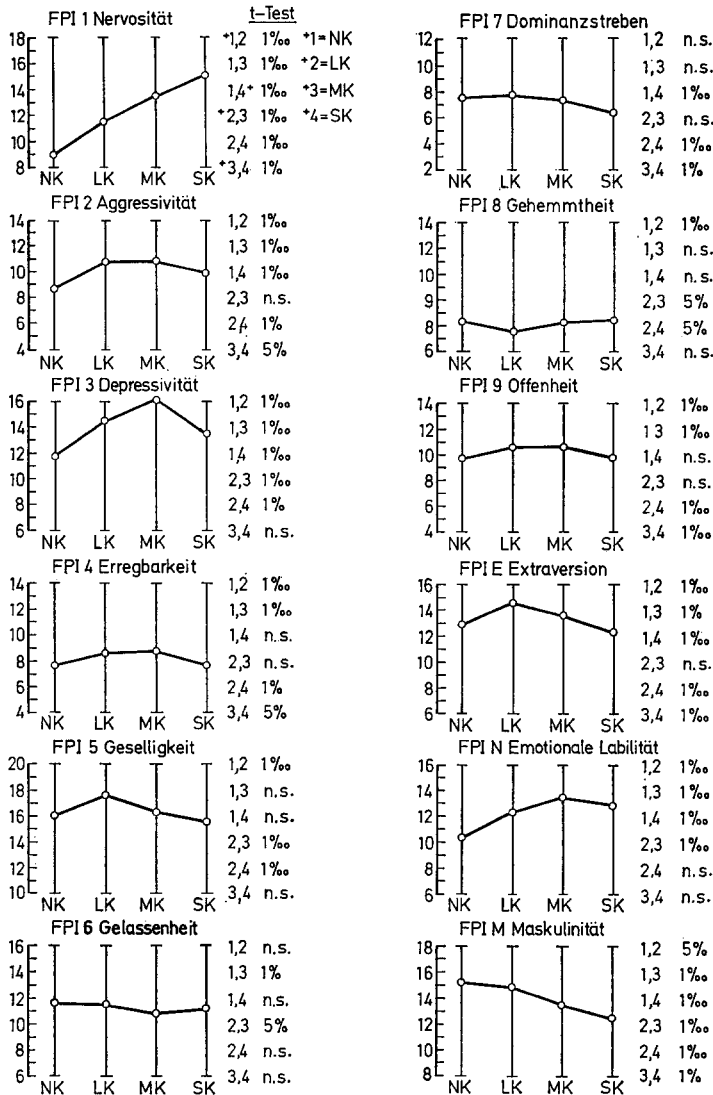 FPI 1 Nervosität
t-Test
18
16
14
12
10
8
NK LK MK SK
+1,2 1‰ +1=NK
1,3 1‰ +2=LK
1,4+ 1‰ +3=MK
+2,3 1‰ +4=SK
2,4 1‰
+3,4 1%
FPI 2 Aggressivität
14
12
10
8
6
4
NK LK MK SK
1,2 1‰
1,3 1‰
1,4 1‰
2,3 n.s.
2,4 1%
3,4 5%
FPI 3 Depressivität
16
14
12
10
8
6
NK LK MK SK
1,2 1‰
1,3 1‰
1,4 1‰
2,3 1‰
2,4 1%
3,4 n.s.
FPI 4 Erregbarkeit
14
12
10
8
6
4
NK LK MK SK
1,2 1‰
1,3 1‰
1,4 n.s.
2,3 n.s.
2,4 1%
3,4 5%
FPI 5 Geselligkeit
20
18
16
14
12
10
NK LK MK SK
1,2 1‰
1,3 n.s.
1,4 n.s.
2,3 1‰
2,4 1‰
3,4 n.s.
FPI 6 Gelassenheit
16
14
12
10
8
6
NK LK MK SK
1,2 n.s.
1,3 1%
1,4 n.s.
2,3 5%
2,4 n.s.
3,4 n.s.
FPI 7 Dominanzstreben
12
10
8
6
4
2
NK LK MK SK
1,2 n.s.
1,3 n.s.
1,4 1‰
2,3 n.s.
2,4 1‰
3,4 1%
FPI 8 Gehemmtheit
14
12
10
9
8
6
NK LK MK SK
1,2 1‰
1,3 n.s.
1,4 n.s.
2,3 5%
2,4 5%
3,4 n.s.
FPI 9 Offenheit
14
12
10
8
6
4
NK LK MK SK
1,2 1‰
1 3 1‰
1,4 n.s.
2,3 n.s.
2,4 1‰
3,4 1‰
FPI E Extraversion
16
14
12
10
8
6
NK LK MK SK
1,2 1‰
1,3 1%
1,4 1‰
2,3 n.s.
2,4 1‰
3,4 1‰
FPI N Emotionale Labilität
16
14
12
10
8
6
NK LK MK SK
1,2 1‰
1,3 1‰
1,4 1‰
2,3 1‰
2,4 n.s.
3,4 n.s.
FPI M Maskulinität
18
16
14
12
10
8
NK LK MK SK
1,2 5%
1,3 1‰
1,4 1‰
2,3 1‰
2,4 1‰
3,4 1%